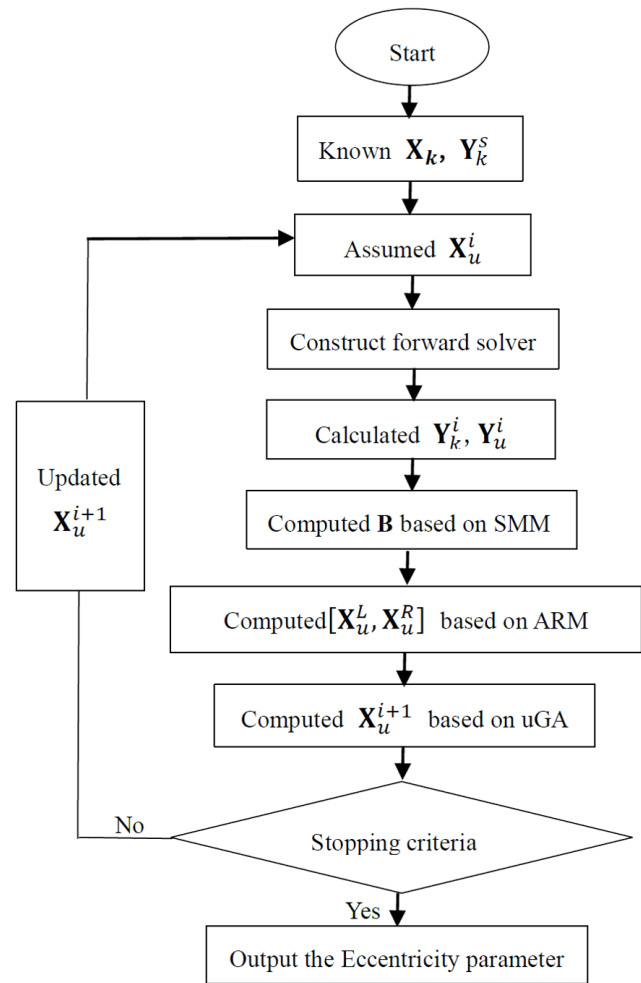 Start
Known X_k, Y_k^s
Assumed X_u^i
Construct forward solver
Calculated Y_k^i, Y_u^i
Computed B based on SMM
Computed[X_u^L, X_u^R] based on ARM
Computed X_u^{i+1} based on uGA
Stopping criteria
No
Updated
X_u^{i+1}
Yes
Output the Eccentricity parameter